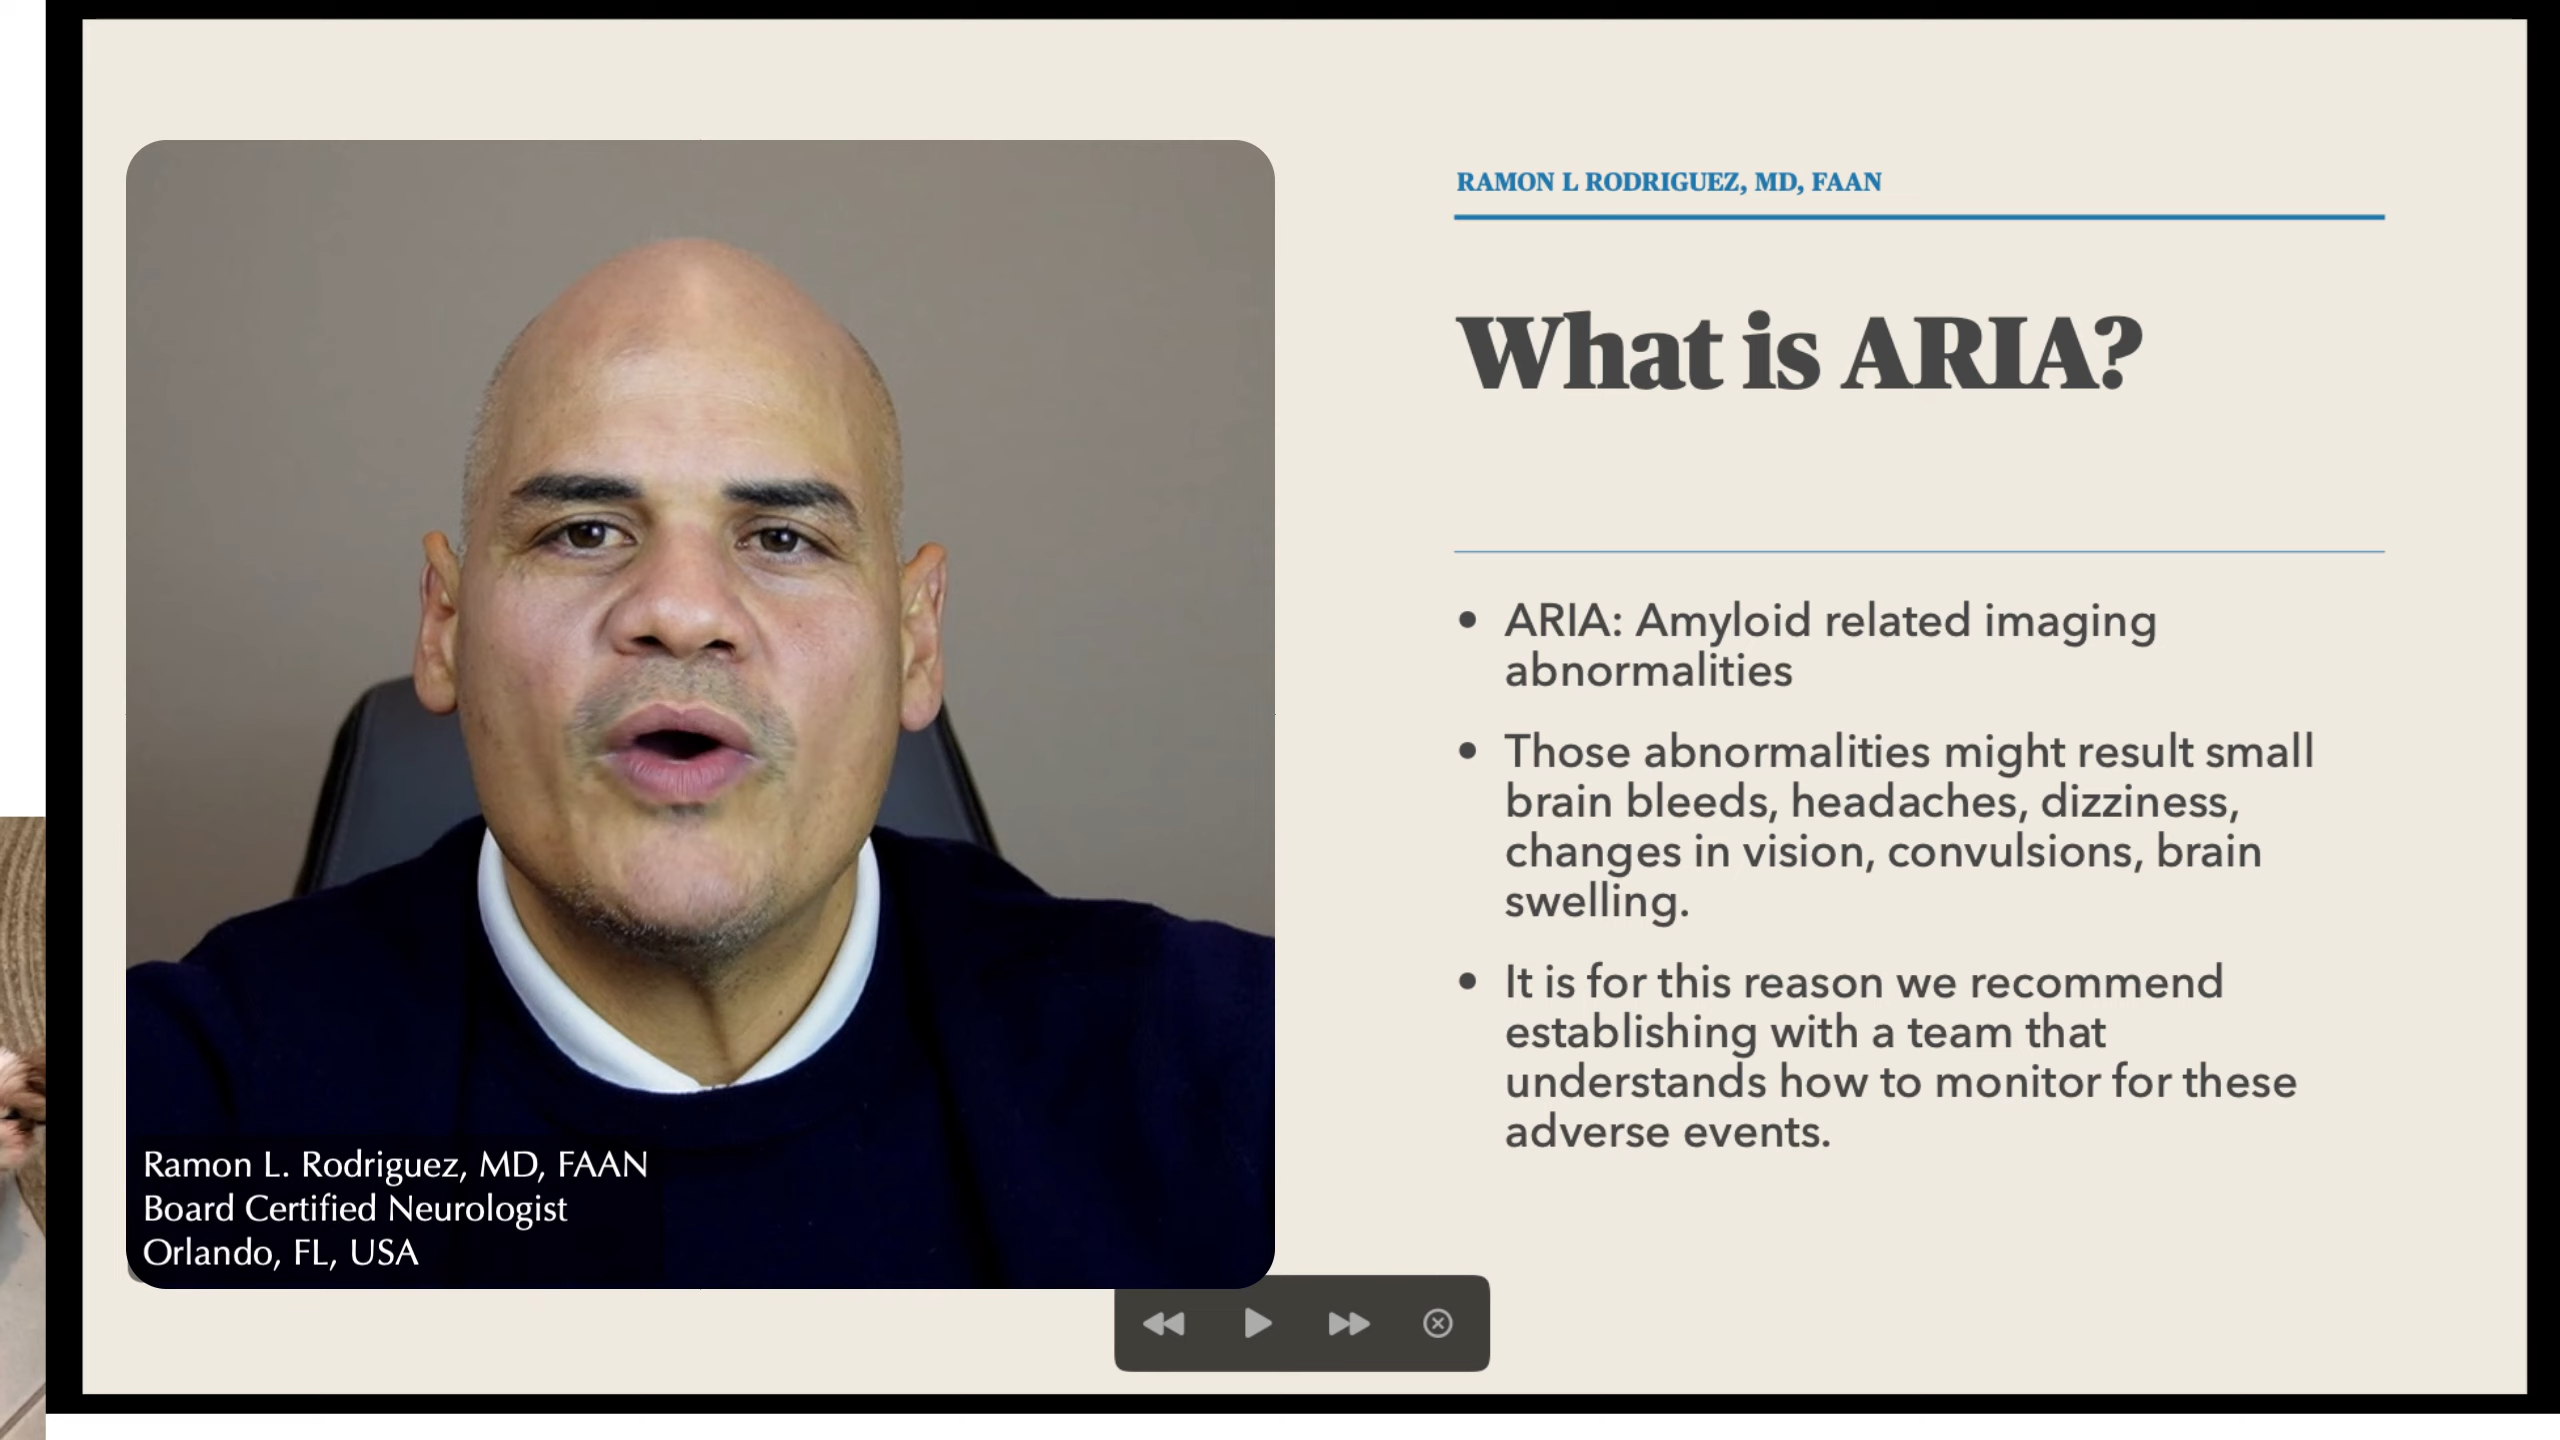 RAMON L RODRIGUEZ, MD, FAAN
What is ARIA?
• ARIA: Amyloid related imaging
abnormalities
• Those abnormalities might result small
brain bleeds, headaches, dizziness,
changes in vision, convulsions, brain
swelling.
• It is for this reason we recommend
establishing with a team that
understands how to monitor for these
adverse events.
Ramon L. Rodriguez, MD, FAAN
Board Certified Neurologist
Orlando, FL, USA